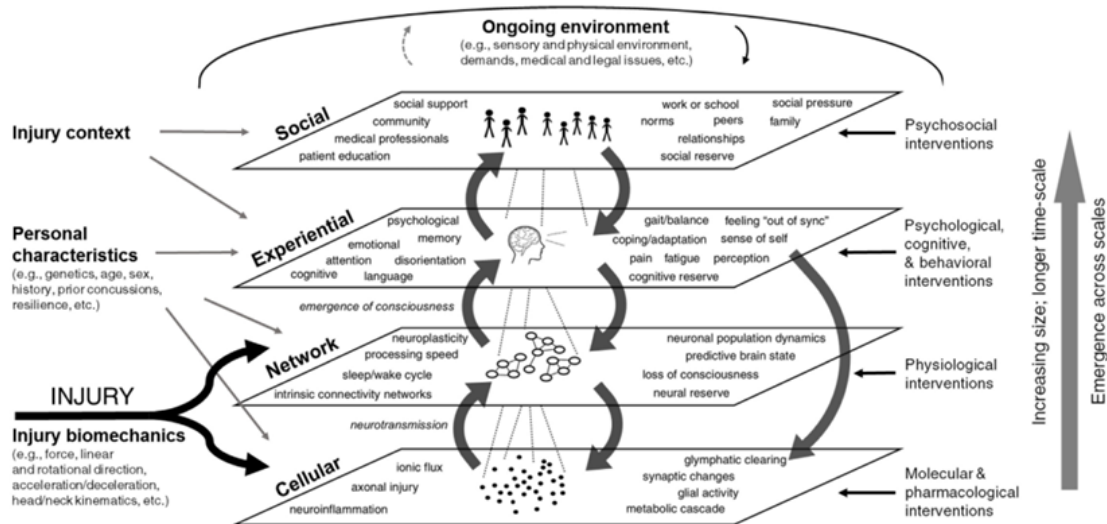 Ongoing environment
(e.g., sensory and physical environment,
demands, medical and legal issues, etc.)
Injury context
Personal
characteristics
(e.g., genetics, age, sex,
history, prior concussions,
resilience, etc.)
INJURY
Injury biomechanics
(e.g., force, linear
and rotational direction,
acceleration/deceleration,
head/neck kinematics, etc.)
Social
social support
community
medical professionals
patient education
work or school
social pressure
norms
peers
family
relationships
social reserve
Psychosocial
interventions
Experiential
psychological
memory
emotional
attention
disorientation
cognitive
language
gait/balance
feeling "out of sync"
coping/adaptation
sense of self
pain
fatigue
perception
cognitive reserve
Psychological,
cognitive,
& behavioral
interventions
emergence of consciousness
Network
neuroplasticity
processing speed
sleep/wake cycle
intrinsic connectivity networks
neuronal population dynamics
predictive brain state
loss of consciousness
neural reserve
Physiological
interventions
neurotransmission
Cellular
ionic flux
axonal injury
neuroinflammation
glymphatic clearing
synaptic changes
glial activity
metabolic cascade
Molecular &
pharmacological
interventions
Increasing size; longer time-scale
Emergence across scales